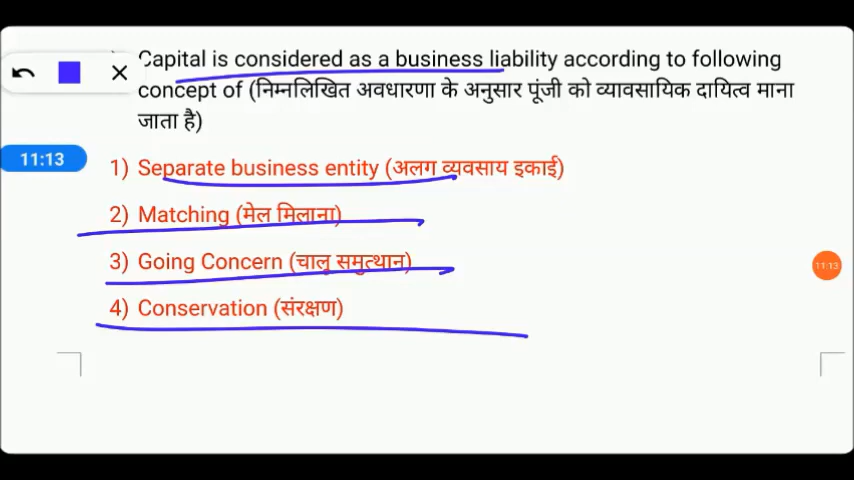 Capital is considered as a business liability according to following
concept of (निम्नलिखित अवधारणा के अनुसार पूंजी को व्यावसायिक दायित्व माना
जाता है)
11:13
1) Separate business entity (अलग व्यवसाय इकाई)
2) Matching (मेल मिलाना)
3) Going Concern (चालू समुत्थान)
11:13
4) Conservation (संरक्षण)